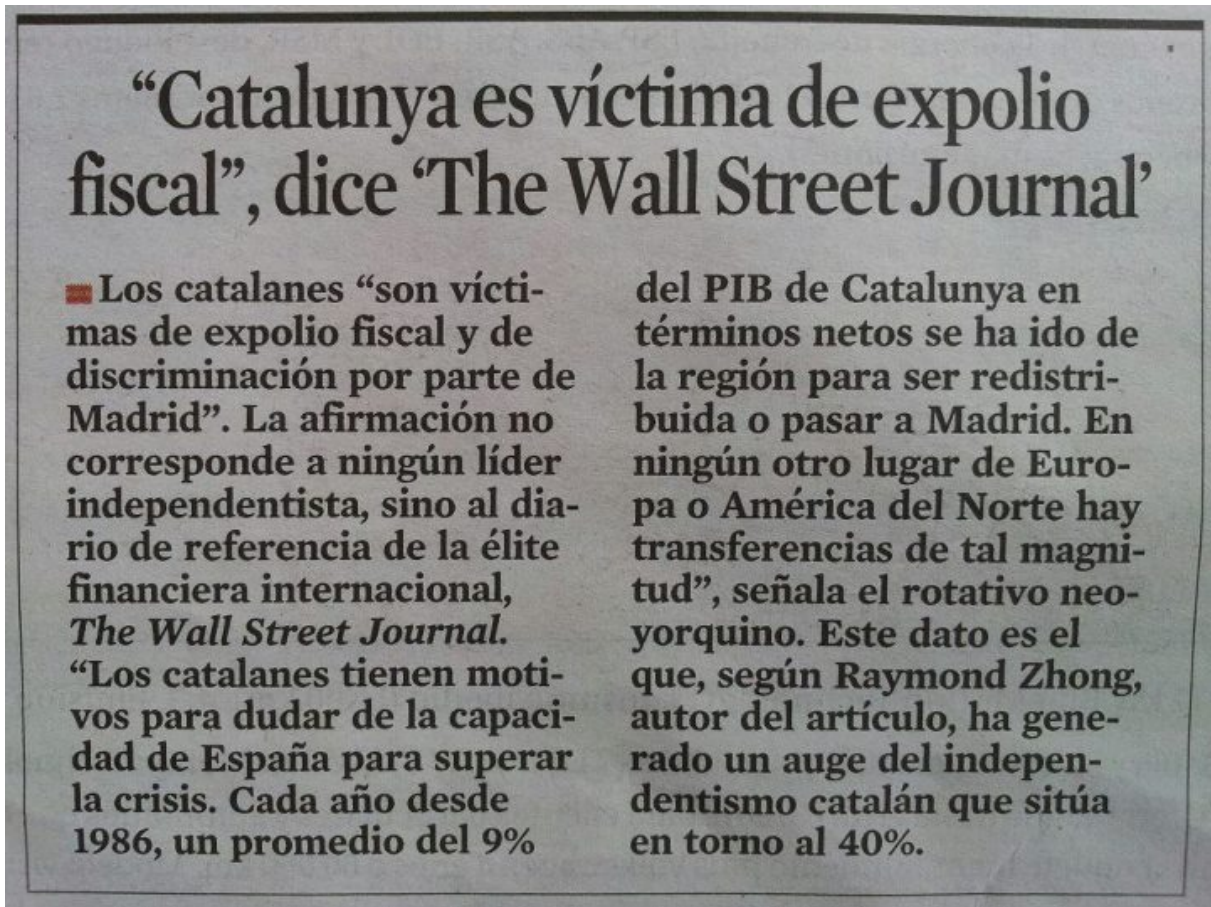 “Catalunya es víctima de expolio
fiscal”, dice ‘The Wall Street Journal’
Los catalanes “son vícti-
mas de expolio fiscal y de
discriminación por parte de
Madrid”. La afirmación no
corresponde a ningún líder
independentista, sino al dia-
rio de referencia de la élite
financiera internacional,
The Wall Street Journal.
“Los catalanes tienen moti-
vos para dudar de la capaci-
dad de España para superar
la crisis. Cada año desde
1986, un promedio del 9%
del PIB de Catalunya en
términos netos se ha ido de
la región para ser redistri-
buida o pasar a Madrid. En
ningún otro lugar de Euro-
pa o América del Norte hay
transferencias de tal magni-
tud”, señala el rotativo neo-
yorquino. Este dato es el
que, según Raymond Zhong,
autor del artículo, ha gene-
rado un auge del indepen-
dentismo catalán que sitúa
en torno al 40%.